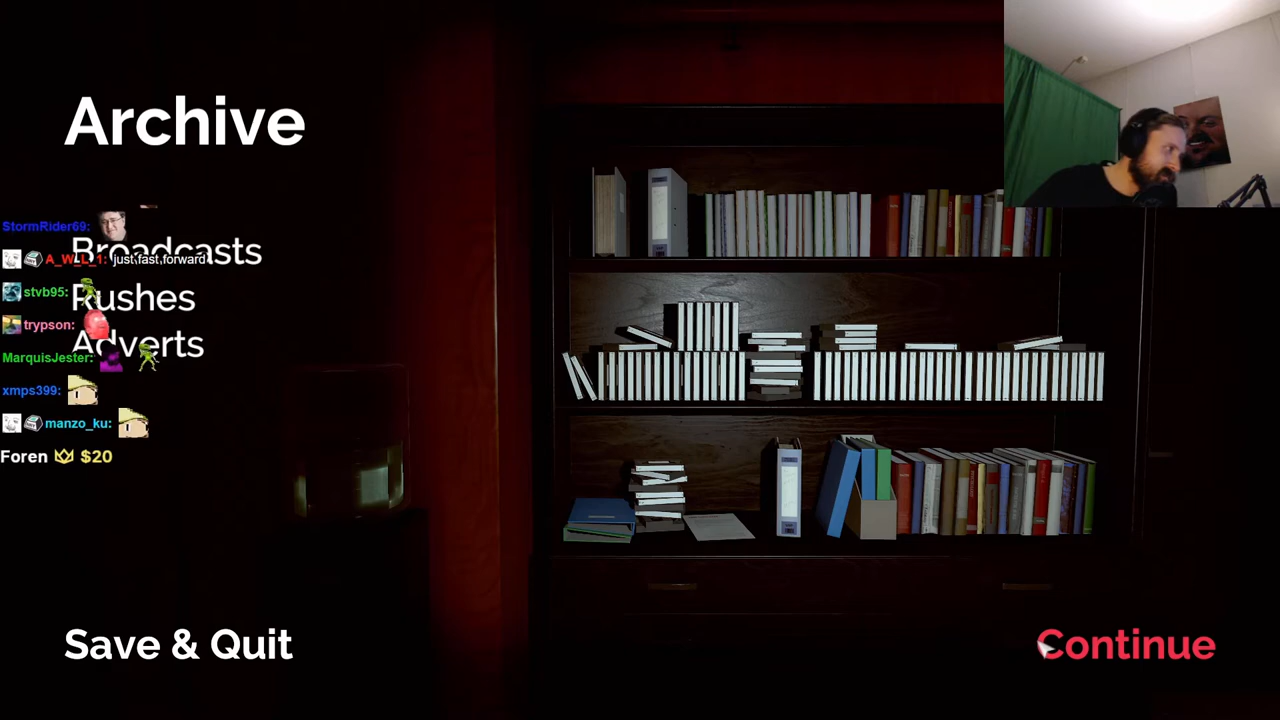 Archive
StormRider69:
Broadcasts
A_W_L_1: just fast forward
stvb95:
Rushes
trypson:
Adverts
MarquisJester:
xmps399:
manzo_ku:
Foren $20
Save & Quit
Continue